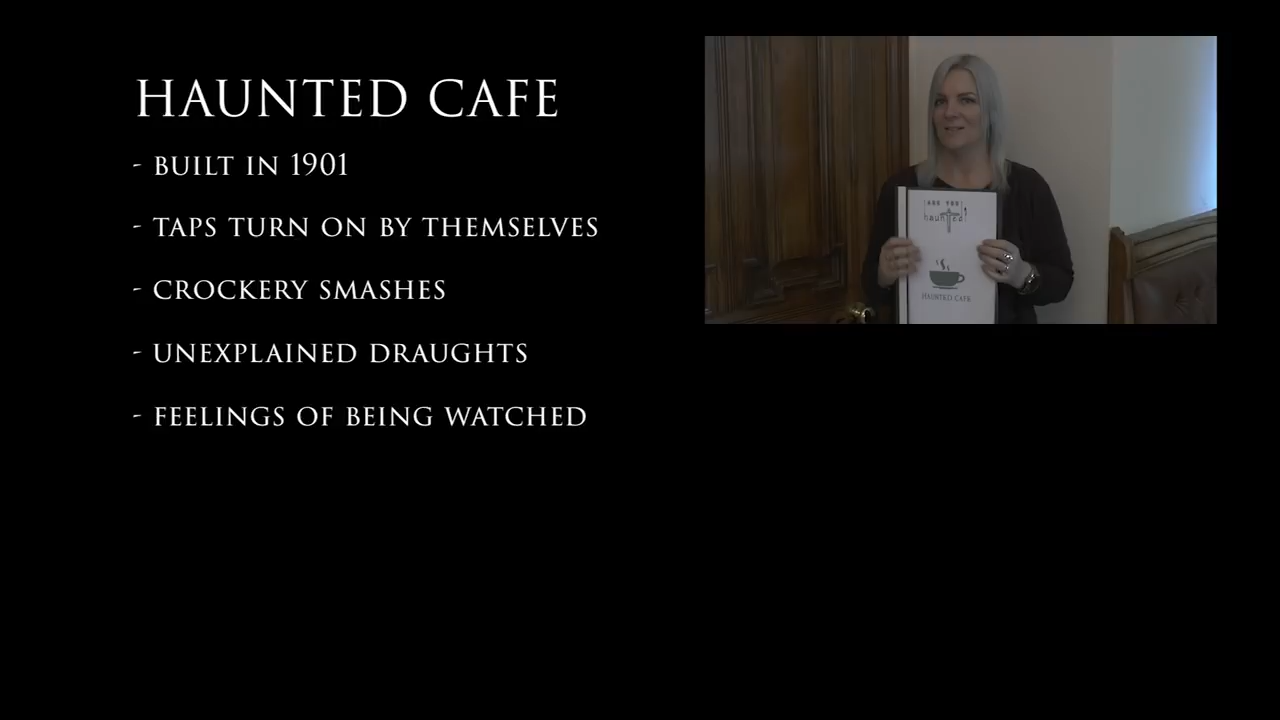 HAUNTED CAFE
- BUILT IN 1901
- TAPS TURN ON BY THEMSELVES
- CROCKERY SMASHES
- UNEXPLAINED DRAUGHTS
- FEELINGS OF BEING WATCHED
haunted?
HAUNTED CAFE